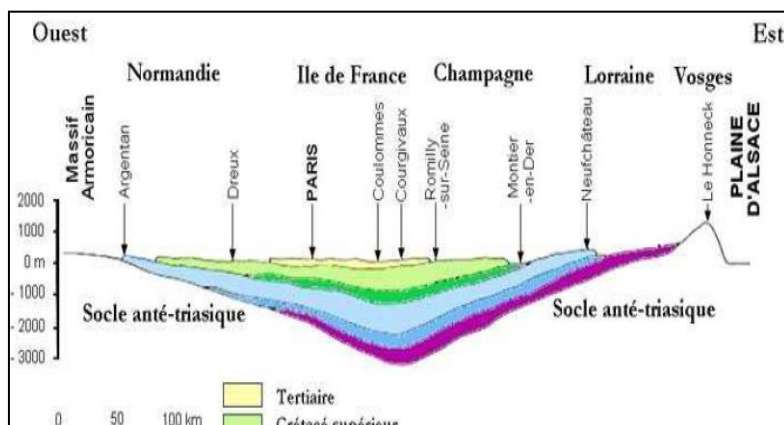 Ouest
Est
Normandie
Ile de France
Champagne
Lorraine
Vosges
Massif
Armoricain
Argentan
Dreux
PARIS
Coulommes
Courgivaux
Romilly
-sur-Seine
Montier
-en-Der
Neufchâteau
Le Honneck
PLAINE
D'ALSACE
2000
1000
0 m
- 1000
- 2000
- 3000
Socle anté-triasique
Socle anté-triasique
Tertiaire
0 50 100 km
Crétacé supérieur